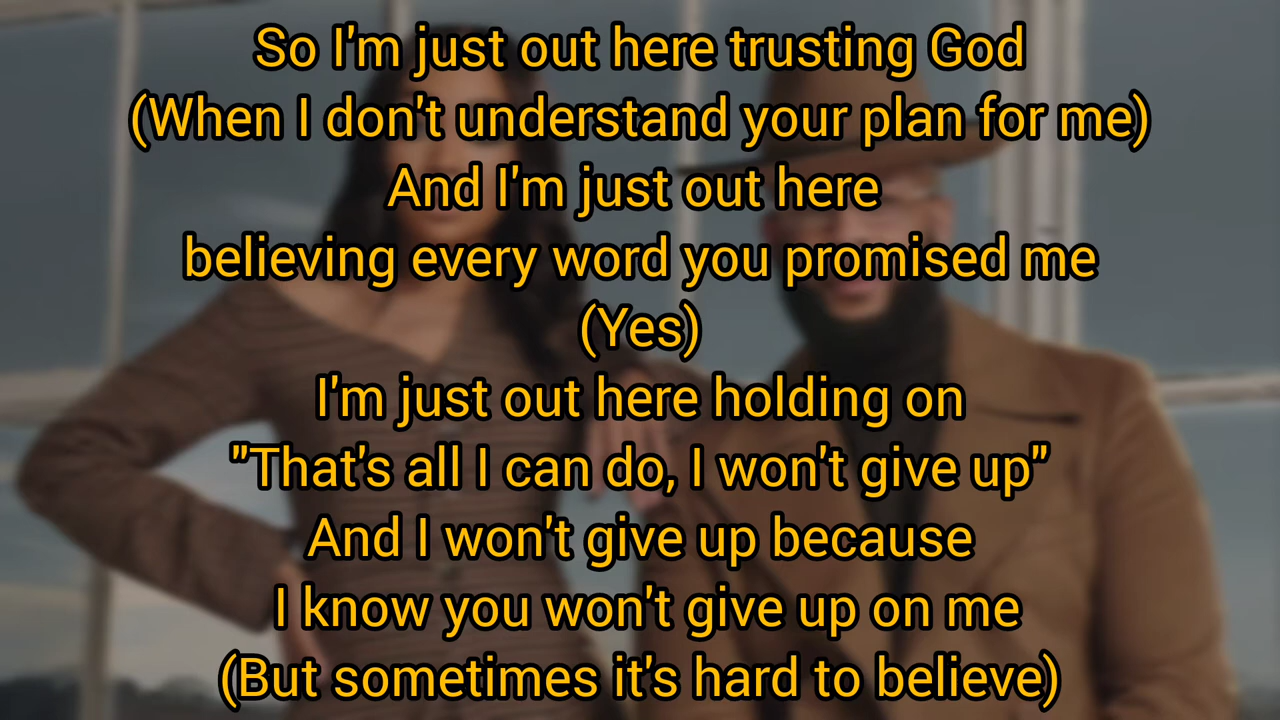 So I'm just out here trusting God
(When I don't understand your plan for me)
And I'm just out here
believing every word you promised me
(Yes)
I'm just out here holding on
"That's all I can do, I won't give up"
And I won't give up because
I know you won't give up on me
(But sometimes it's hard to believe)